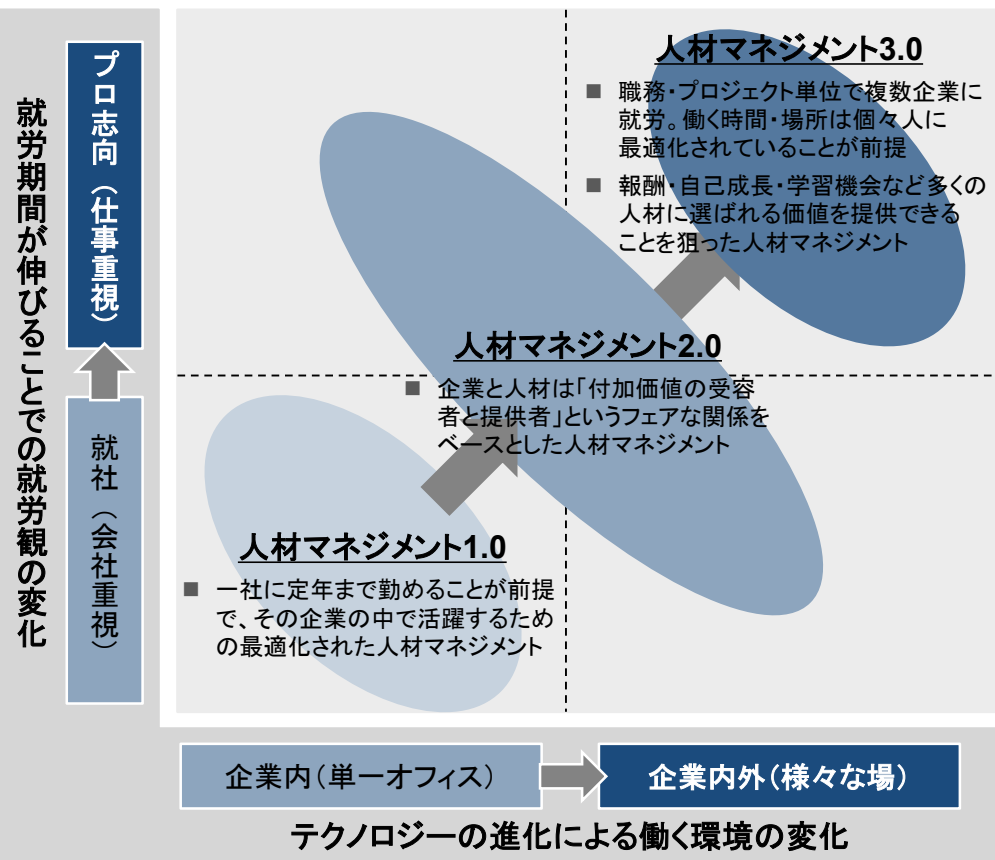 就労期間が伸びることでの就労観の変化
プロ志向（仕事重視）
就社（会社重視）
人材マネジメント3.0
■ 職務・プロジェクト単位で複数企業に
就労。働く時間・場所は個々人に
最適化されていることが前提
■ 報酬・自己成長・学習機会など多くの
人材に選ばれる価値を提供できる
ことを狙った人材マネジメント
人材マネジメント2.0
■ 企業と人材は「付加価値の受容
者と提供者」というフェアな関係を
ベースとした人材マネジメント
人材マネジメント1.0
■ 一社に定年まで勤めることが前提
で、その企業の中で活躍するため
の最適化された人材マネジメント
企業内（単一オフィス）
企業内外（様々な場）
テクノロジーの進化による働く環境の変化